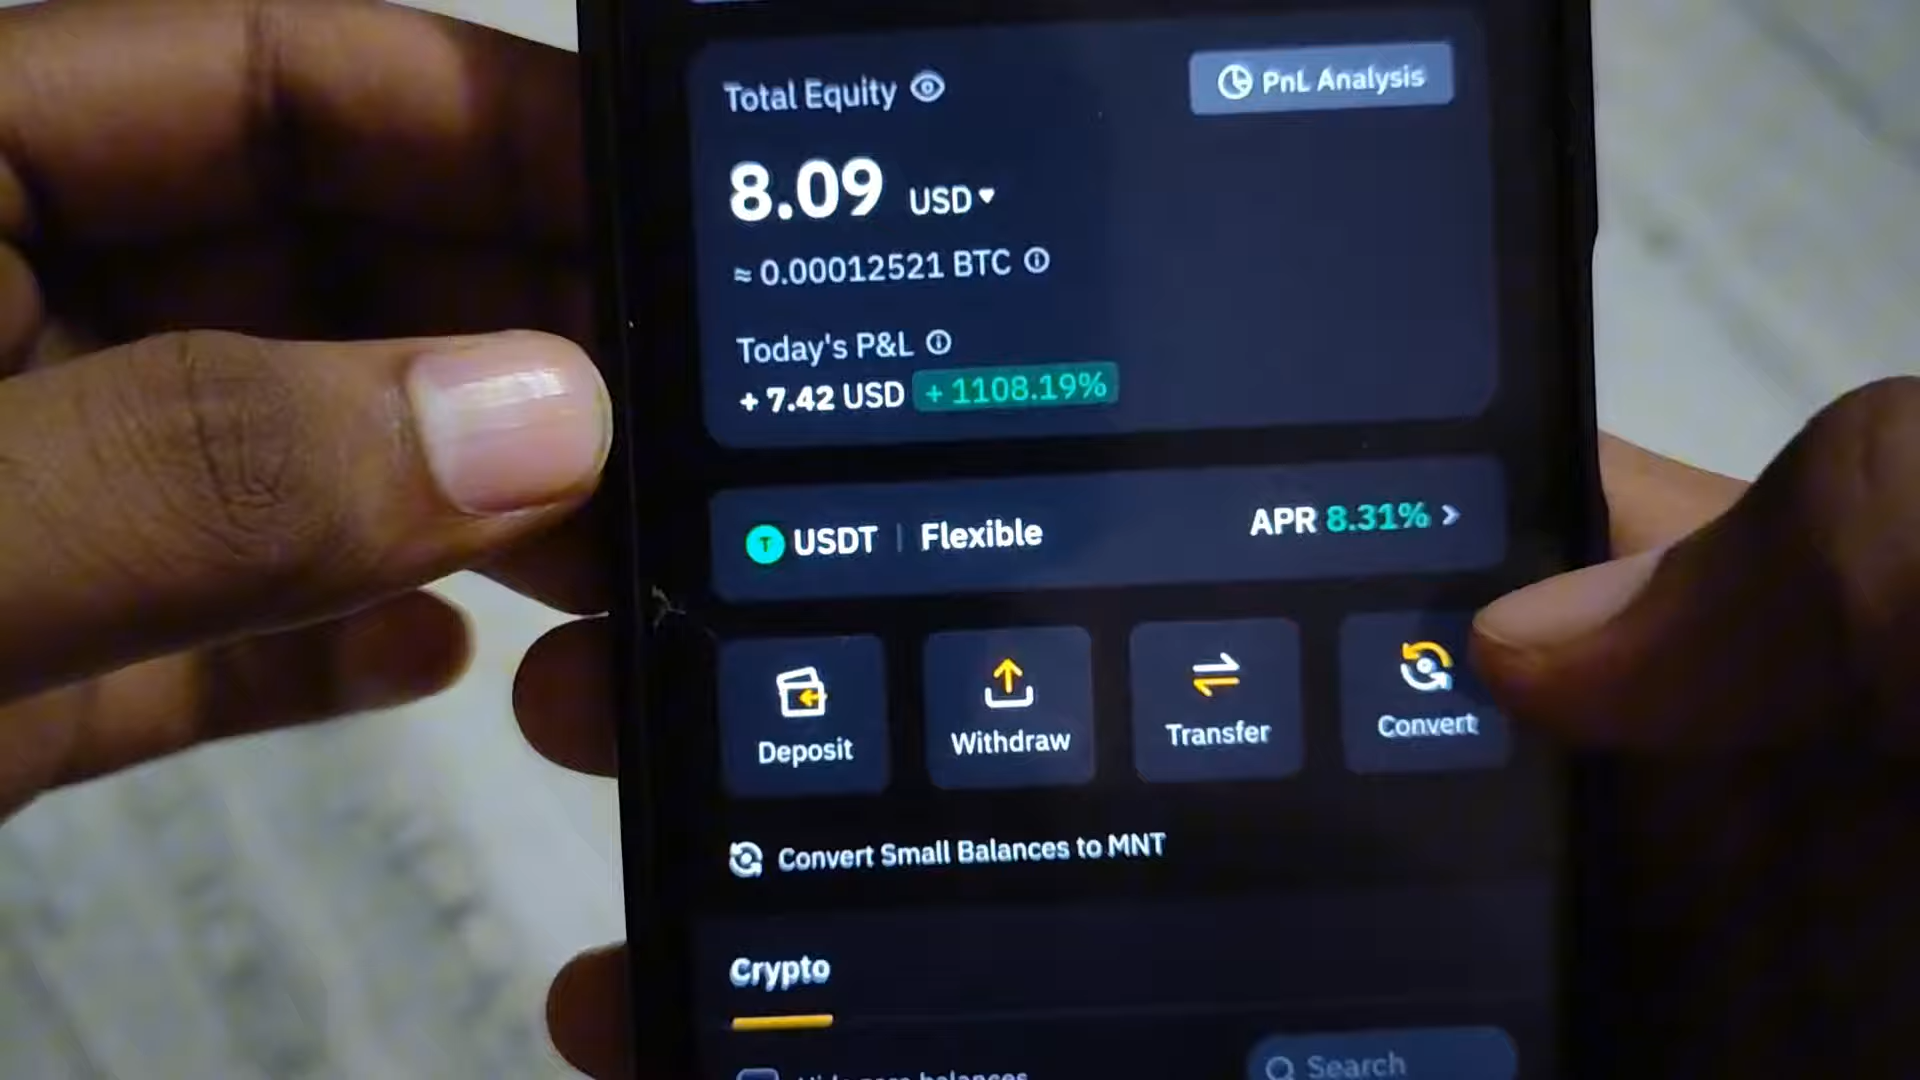 Total Equity
PnL Analysis
8.09 USD
≈ 0.00012521 BTC
Today's P&L
+ 7.42 USD + 1108.19%
USDT | Flexible APR 8.31% >
Deposit Withdraw Transfer Convert
Convert Small Balances to MNT
Crypto
balances
Search